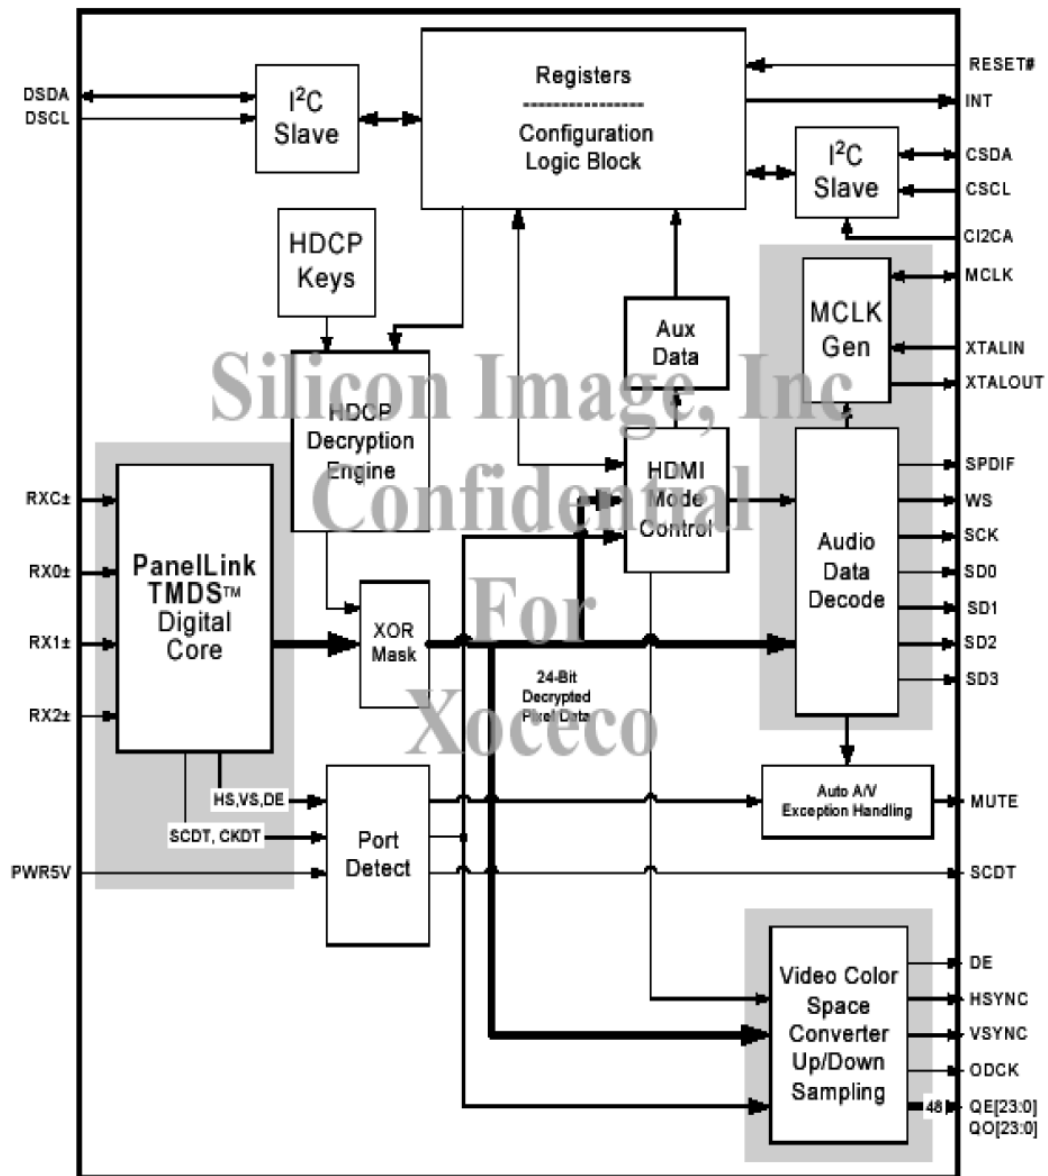 DSDA
DSCL
I²C
Slave
Registers
----------------
Configuration
Logic Block
RESET#
INT
I²C
Slave
CSDA
CSCL
CI2CA
HDCP
Keys
Aux
Data
MCLK
Gen
MCLK
XTALIN
XTALOUT
Silicon Image, Inc
Confidential
For
Xoceco
HDCP
Decryption
Engine
HDMI
Mode
Control
Audio
Data
Decode
SPDIF
WS
SCK
SD0
SD1
SD2
SD3
RXC±
RX0±
RX1±
RX2±
PanelLink
TMDS™
Digital
Core
XOR
Mask
24-Bit
Decrypted
Pixel Data
HS,VS,DE
SCDT, CKDT
PWR5V
Port
Detect
Auto A/V
Exception Handling
MUTE
SCDT
Video Color
Space
Converter
Up/Down
Sampling
DE
HSYNC
VSYNC
ODCK
48
QE[23:0]
QO[23:0]